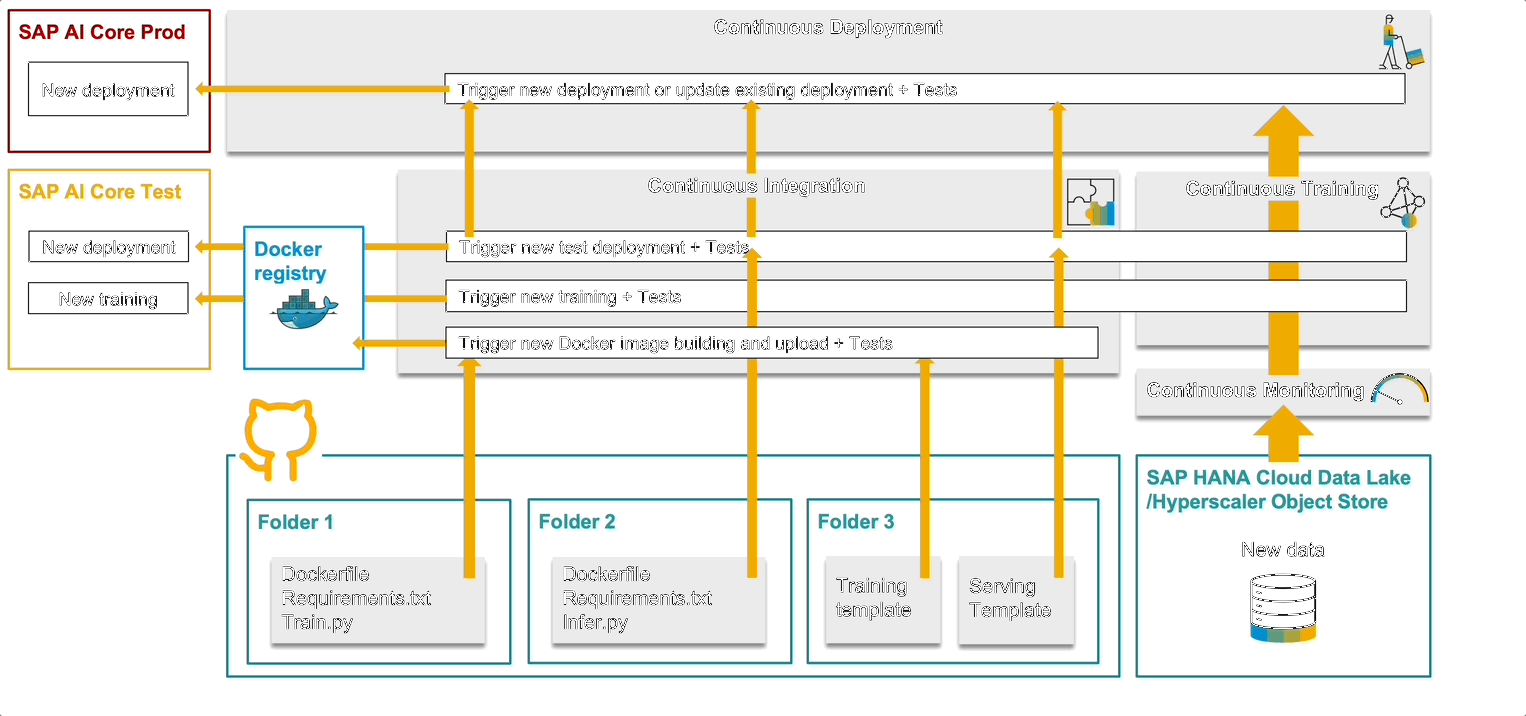 SAP AI Core Prod
New deployment
Continuous Deployment
Trigger new deployment or update existing deployment + Tests
SAP AI Core Test
New deployment
New training
Docker
registry
Continuous Integration
Trigger new test deployment + Tests
Trigger new training + Tests
Trigger new Docker image building and upload + Tests
Continuous Training
Continuous Monitoring
Folder 1
Dockerfile
Requirements.txt
Train.py
Folder 2
Dockerfile
Requirements.txt
Infer.py
Folder 3
Training
template
Serving
Template
SAP HANA Cloud Data Lake
/Hyperscaler Object Store
New data